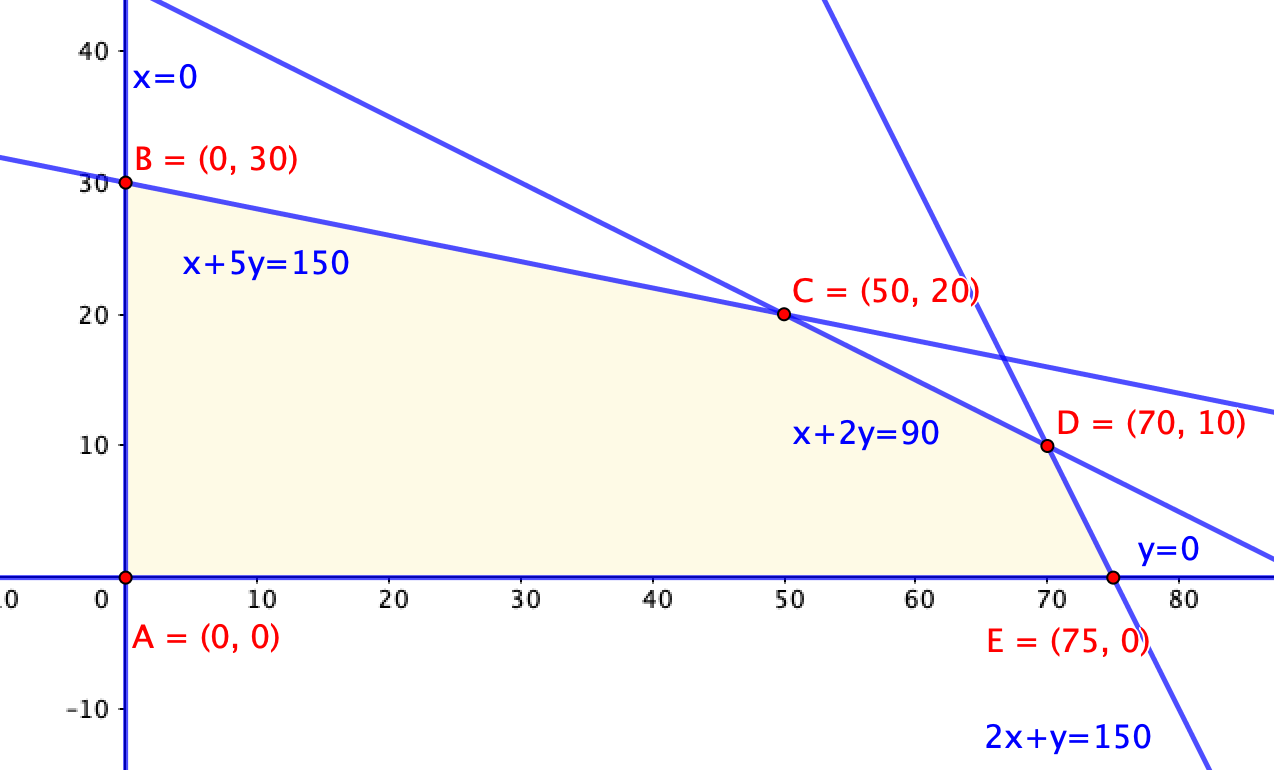 40
x=0
B = (0, 30)
30
x+5y=150
20
C = (50, 20)
x+2y=90
D = (70, 10)
10
y=0
.0
0
10
20
30
40
50
60
70
80
A = (0, 0)
E = (75, 0)
-10
2x+y=150